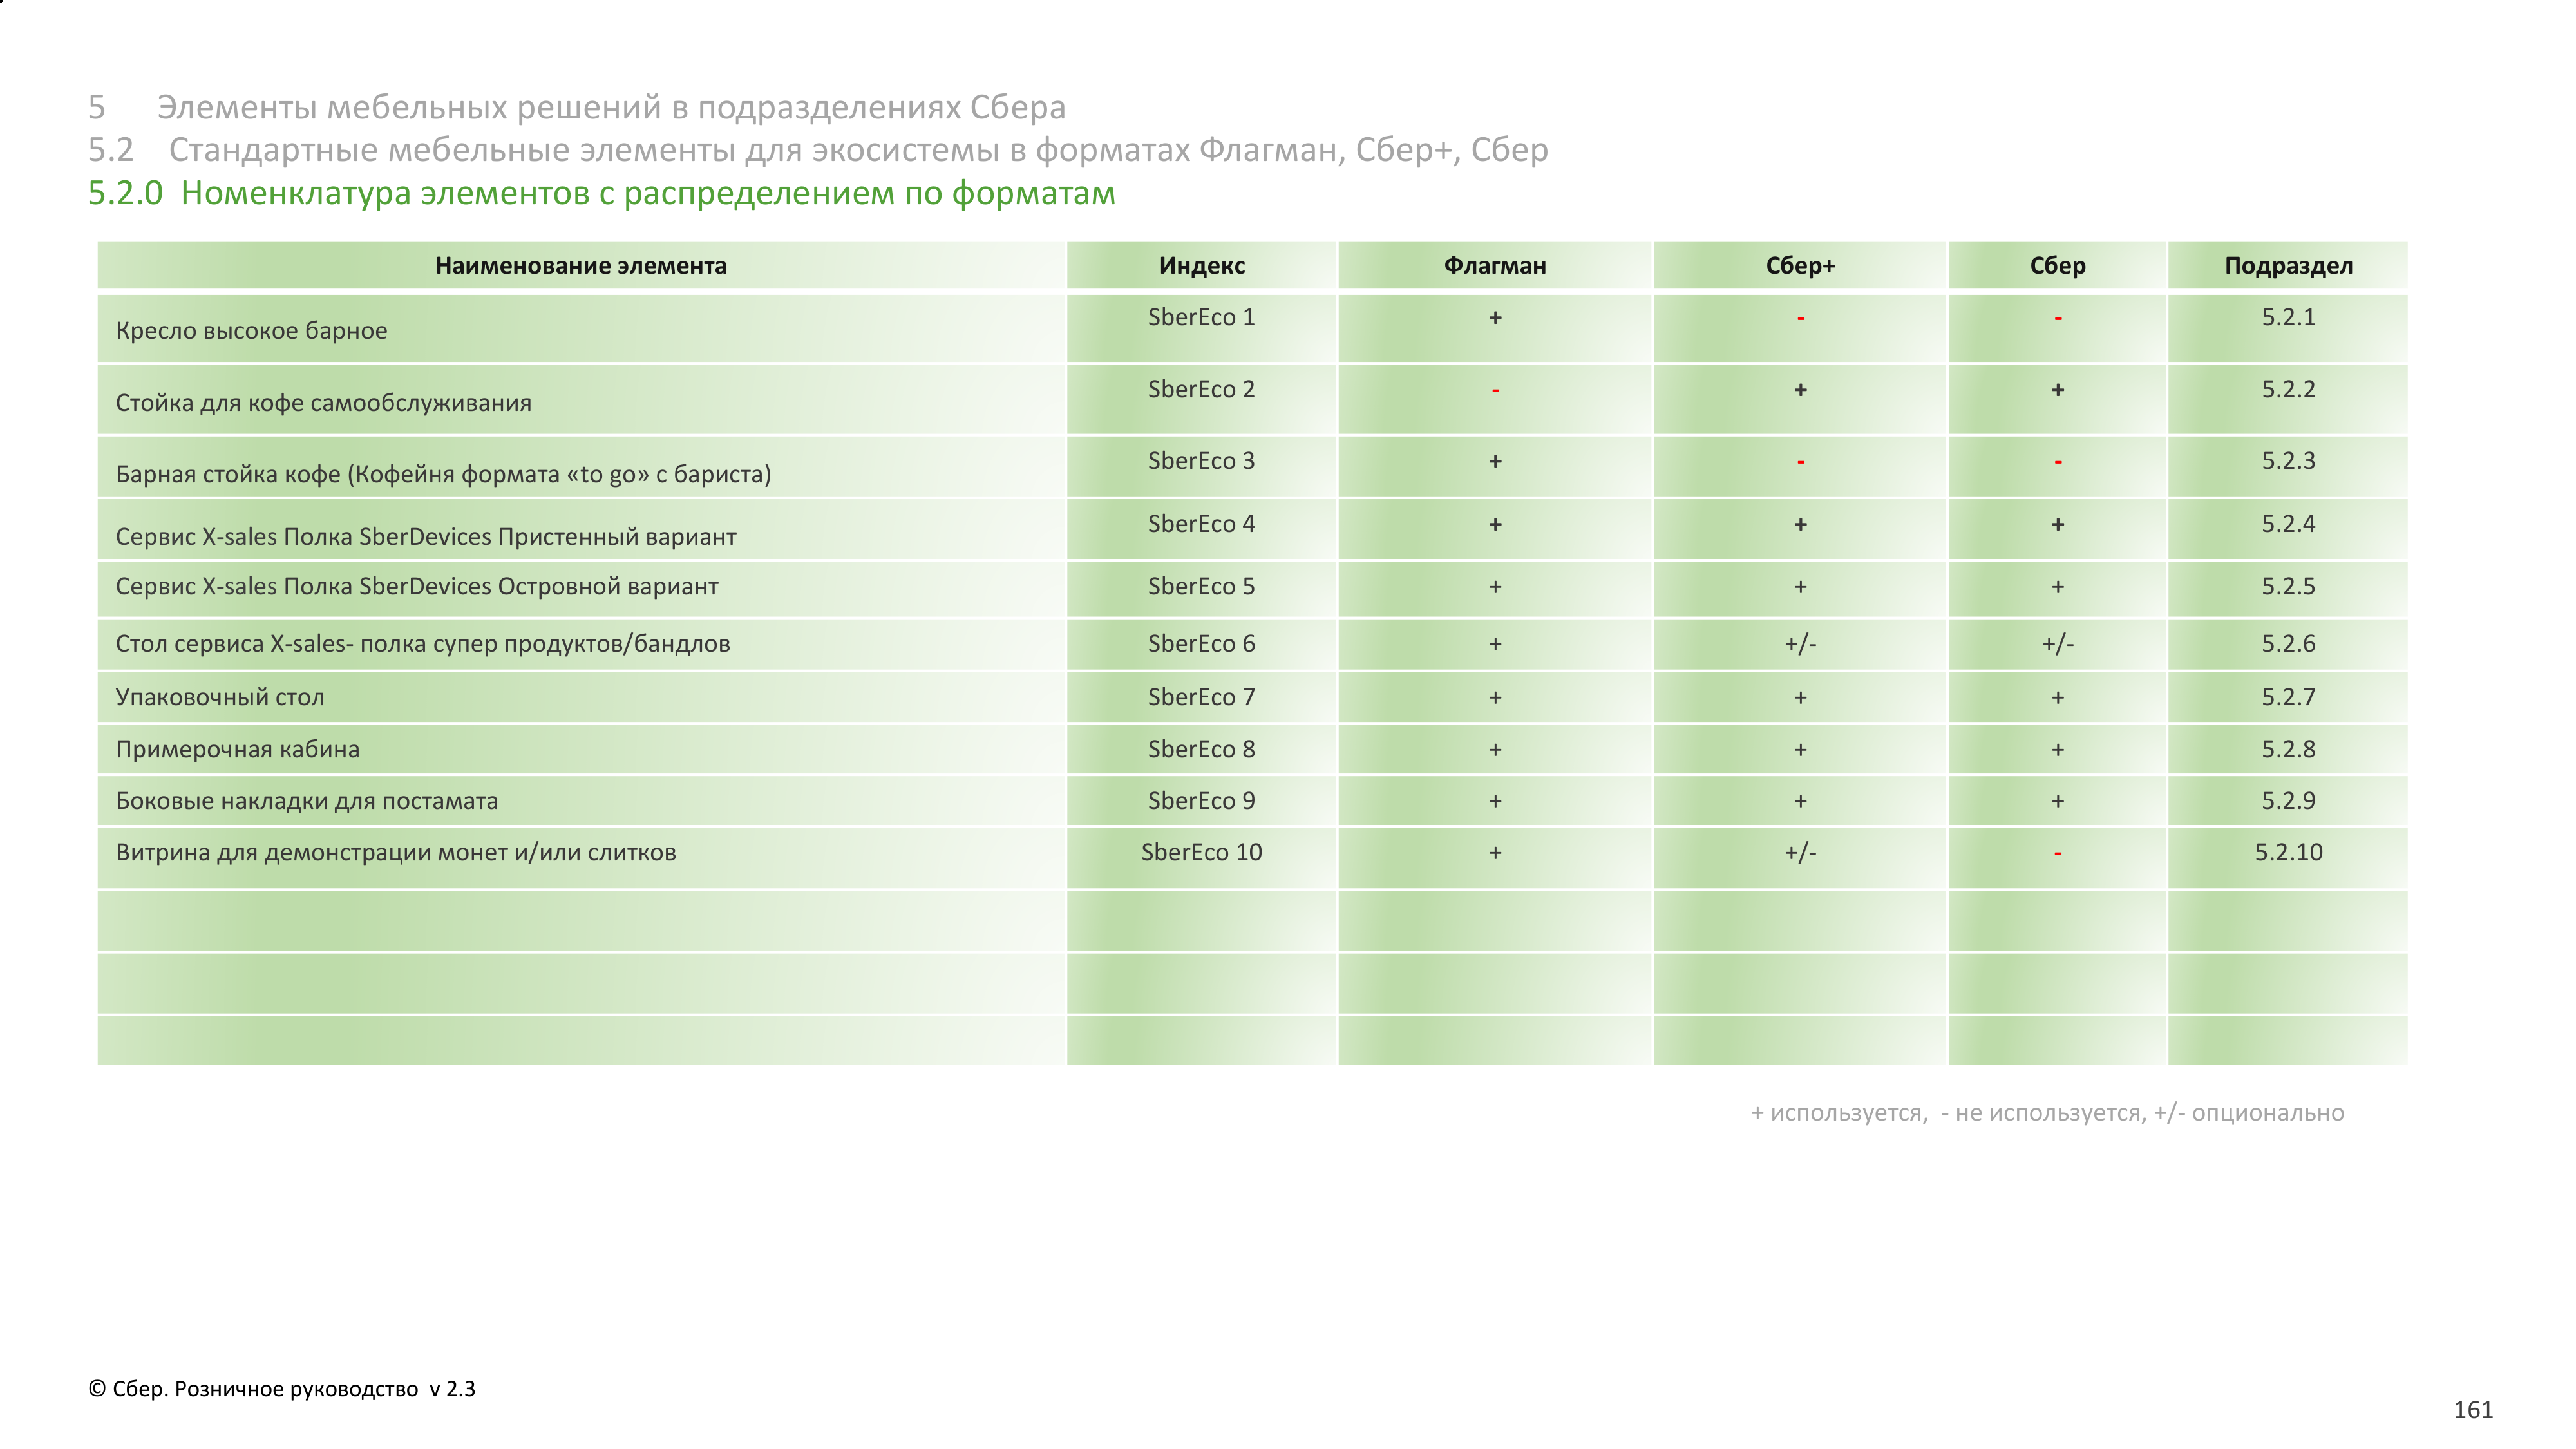 5 Элементы мебельных решений в подразделениях Сбера
5.2 Стандартные мебельные элементы для экосистемы в форматах Флагман, Сбер+, Сбер
5.2.0 Номенклатура элементов с распределением по форматам
Наименование элемента Индекс Флагман Сбер+ Сбер Подраздел
Кресло высокое барное SberEco 1 + - - 5.2.1
Стойка для кофе самообслуживания SberEco 2 - + + 5.2.2
Барная стойка кофе (Кофейня формата «to go» с бариста) SberEco 3 + - - 5.2.3
Сервис X-sales Полка SberDevices Пристенный вариант SberEco 4 + + + 5.2.4
Сервис X-sales Полка SberDevices Островной вариант SberEco 5 + + + 5.2.5
Стол сервиса X-sales- полка супер продуктов/бандлов SberEco 6 + +/- +/- 5.2.6
Упаковочный стол SberEco 7 + + + 5.2.7
Примерочная кабина SberEco 8 + + + 5.2.8
Боковые накладки для постамата SberEco 9 + + + 5.2.9
Витрина для демонстрации монет и/или слитков SberEco 10 + +/- - 5.2.10
+ используется, - не используется, +/- опционально
© Сбер. Розничное руководство v 2.3
161